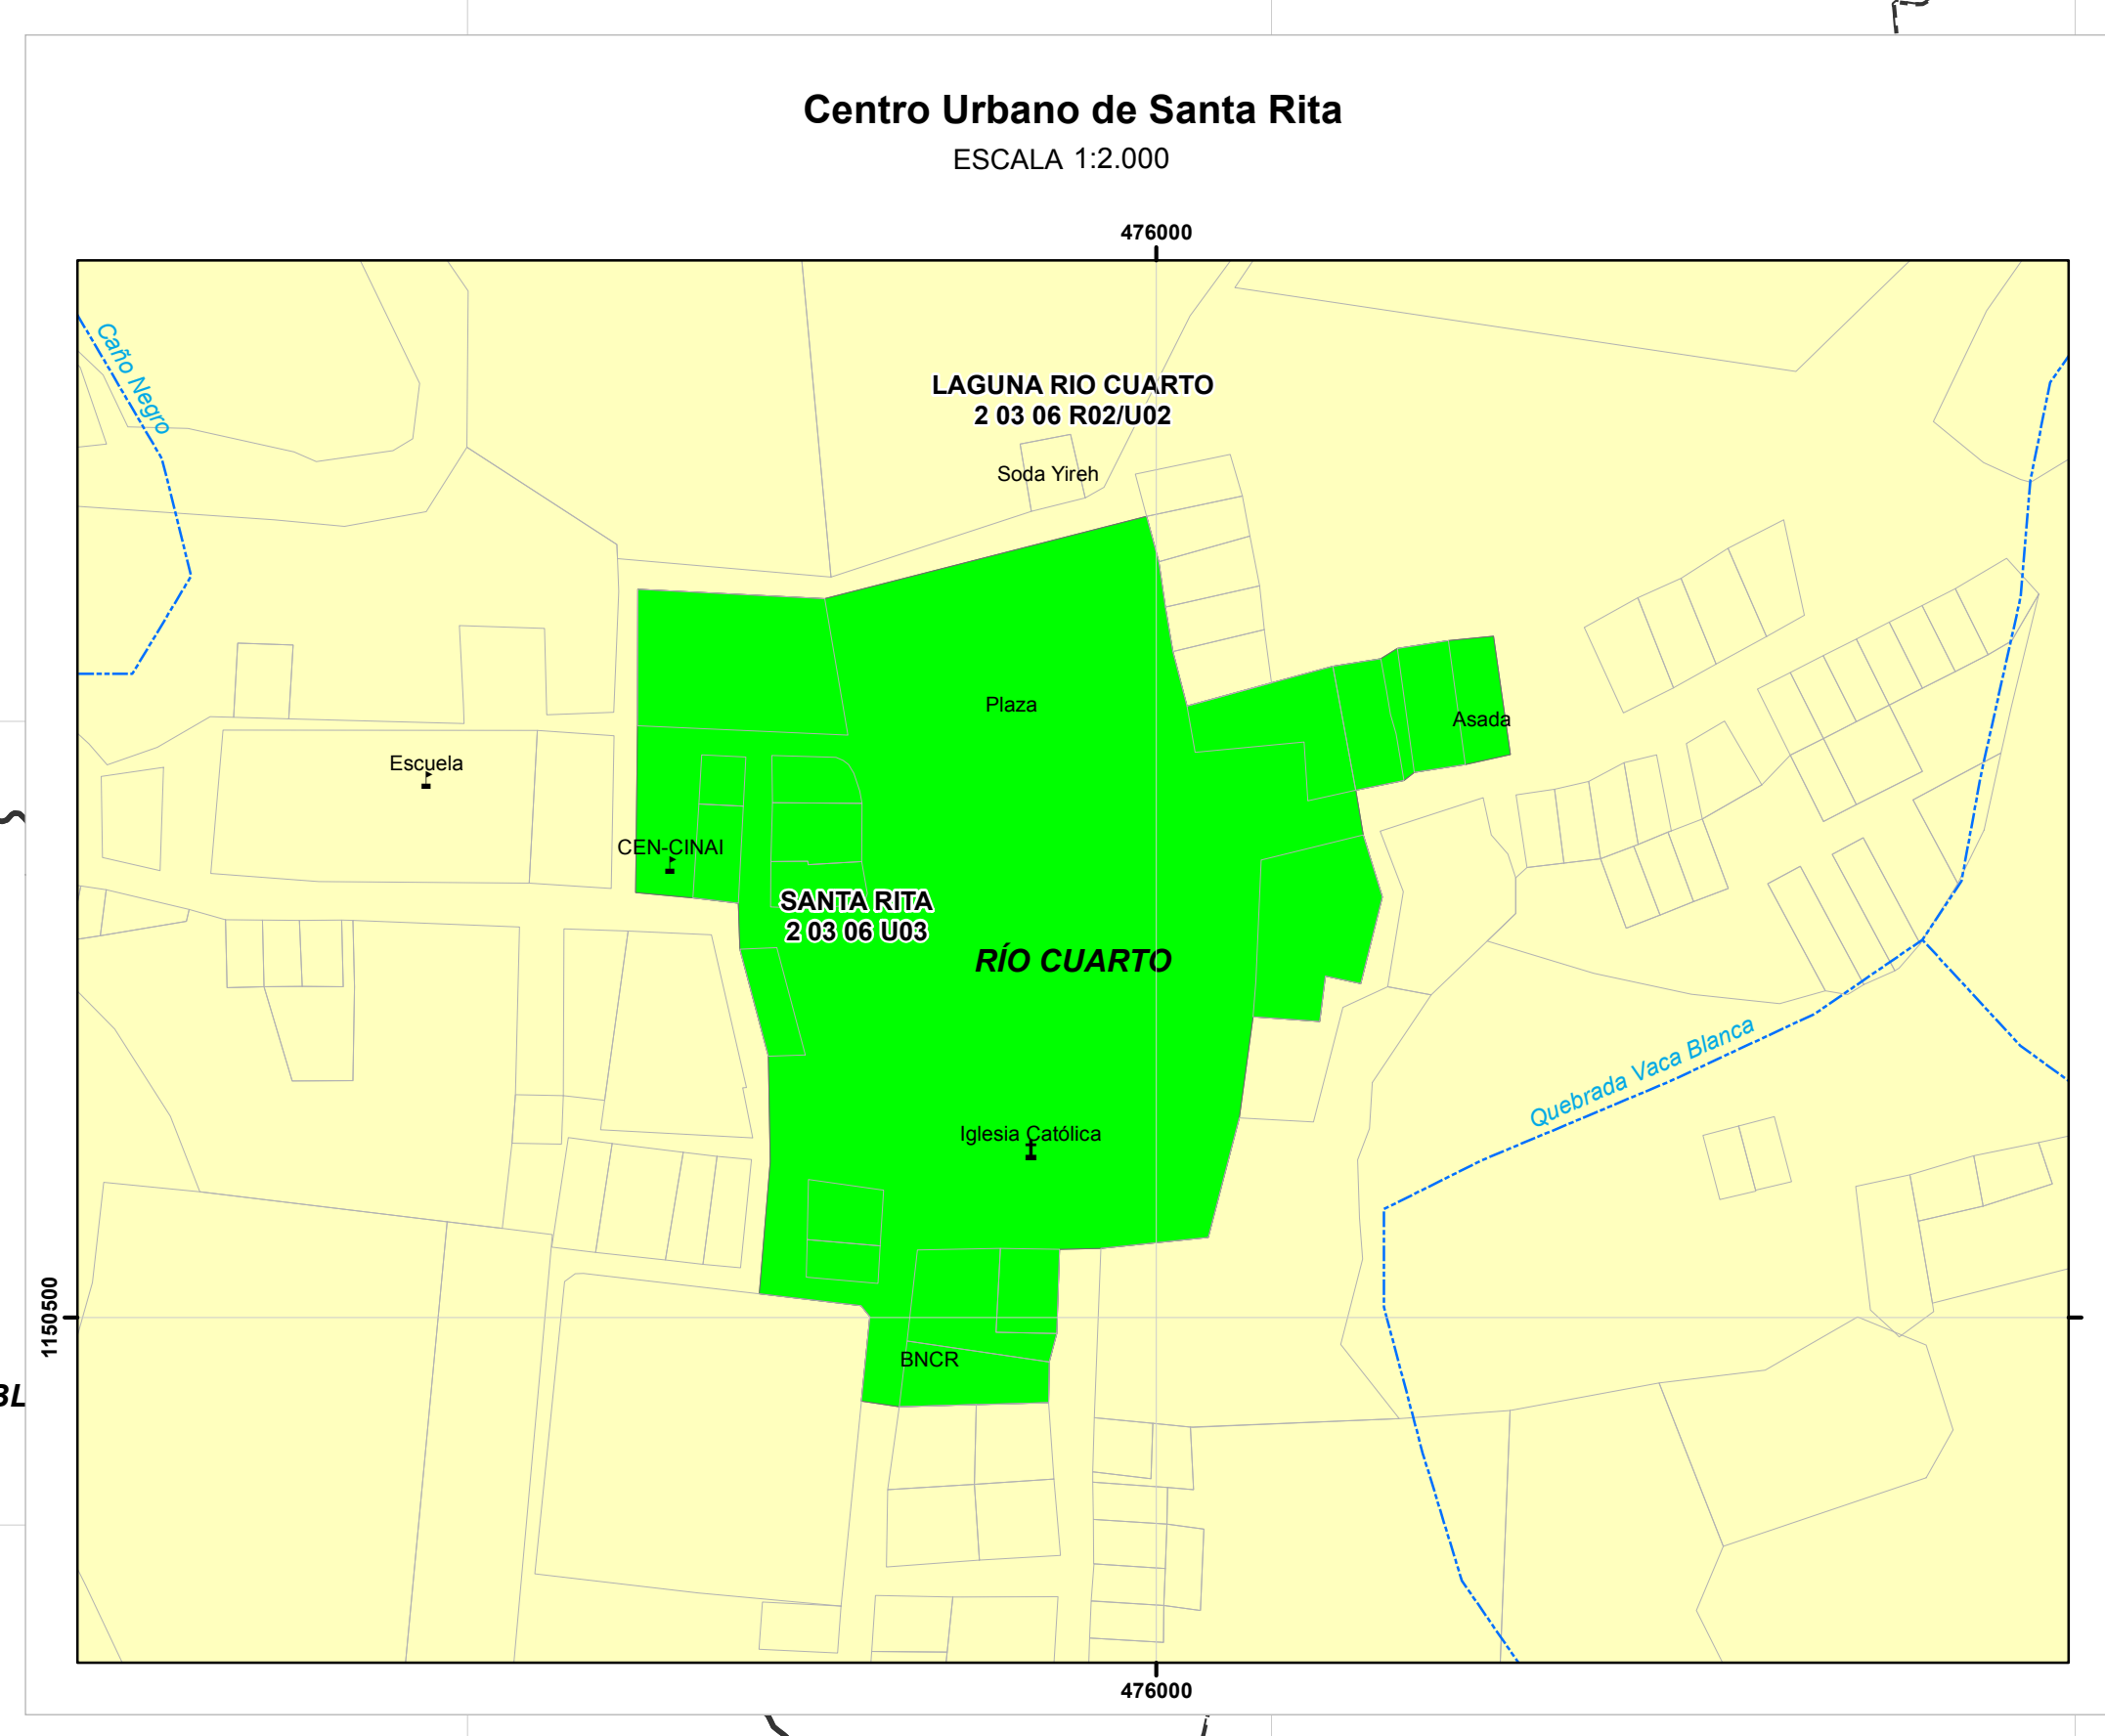 Centro Urbano de Santa Rita
ESCALA 1:2.000
476000
Caño Negro
LAGUNA RIO CUARTO
2 03 06 R02/U02
Soda Yireh
Plaza
Asada
Escuela
CEN-CINAI
SANTA RITA
2 03 06 U03
RÍO CUARTO
Quebrada Vaca Blanca
Iglesia Católica
1150500
BNCR
BL
476000